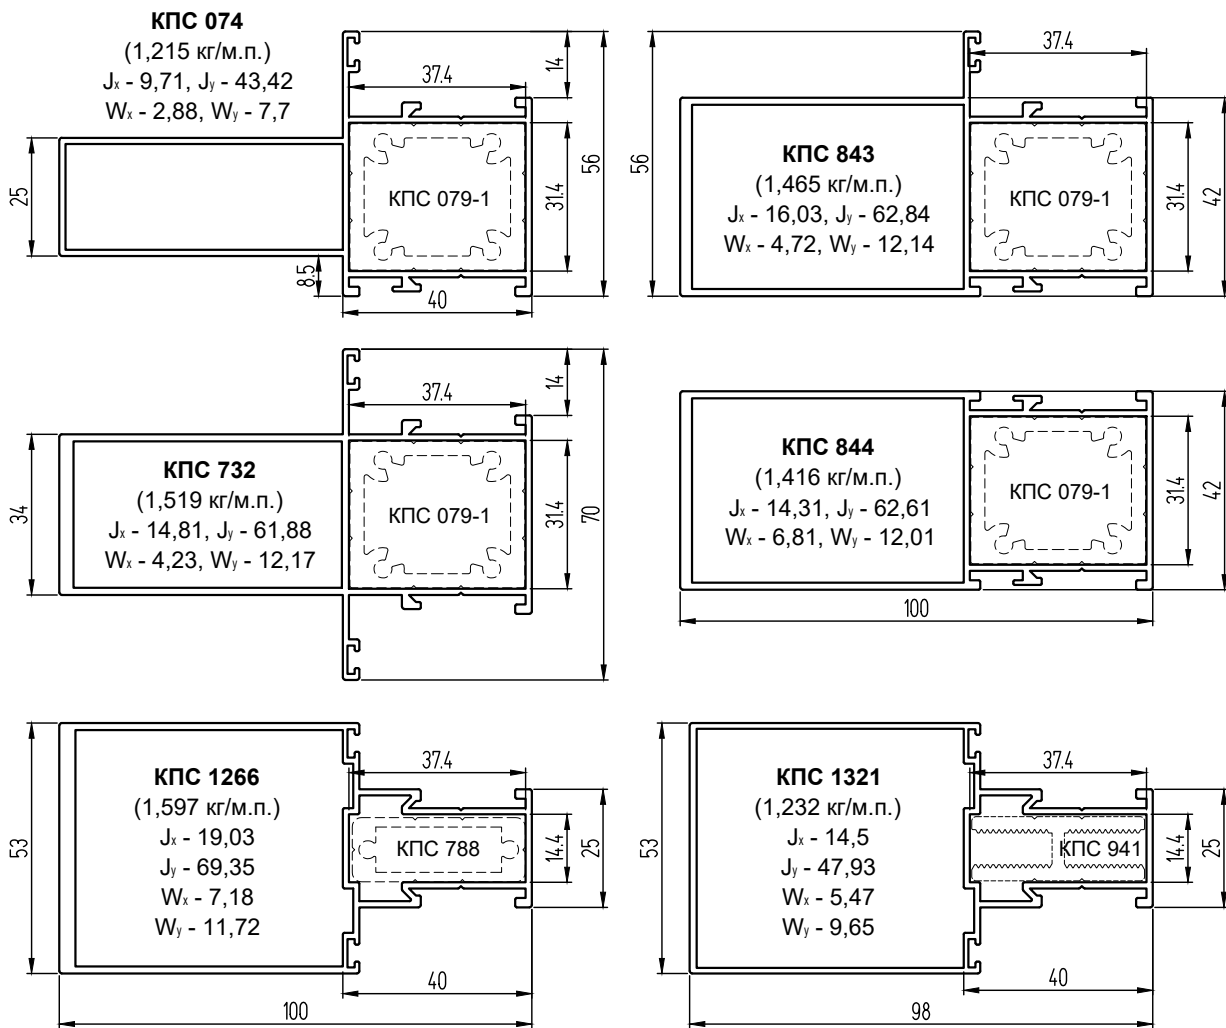 КПС 074
(1,215 кг/м.п.)
Jx - 9,71, Jy - 43,42
Wx - 2,88, Wy - 7,7
37.4
14
КПС 079-1
31.4
56
25
8.5
40
37.4
56
КПС 843
(1,465 кг/м.п.)
Jx - 16,03, Jy - 62,84
Wx - 4,72, Wy - 12,14
КПС 079-1
31.4
42
37.4
14
34
КПС 732
(1,519 кг/м.п.)
Jx - 14,81, Jy - 61,88
Wx - 4,23, Wy - 12,17
КПС 079-1
31.4
70
КПС 844
(1,416 кг/м.п.)
Jx - 14,31, Jy - 62,61
Wx - 6,81, Wy - 12,01
КПС 079-1
31.4
42
100
53
КПС 1266
(1,597 кг/м.п.)
Jx - 19,03
Jy - 69,35
Wx - 7,18
Wy - 11,72
37.4
КПС 788
14.4
25
40
100
53
КПС 1321
(1,232 кг/м.п.)
Jx - 14,5
Jy - 47,93
Wx - 5,47
Wy - 9,65
37.4
КПС 941
14.4
25
40
98